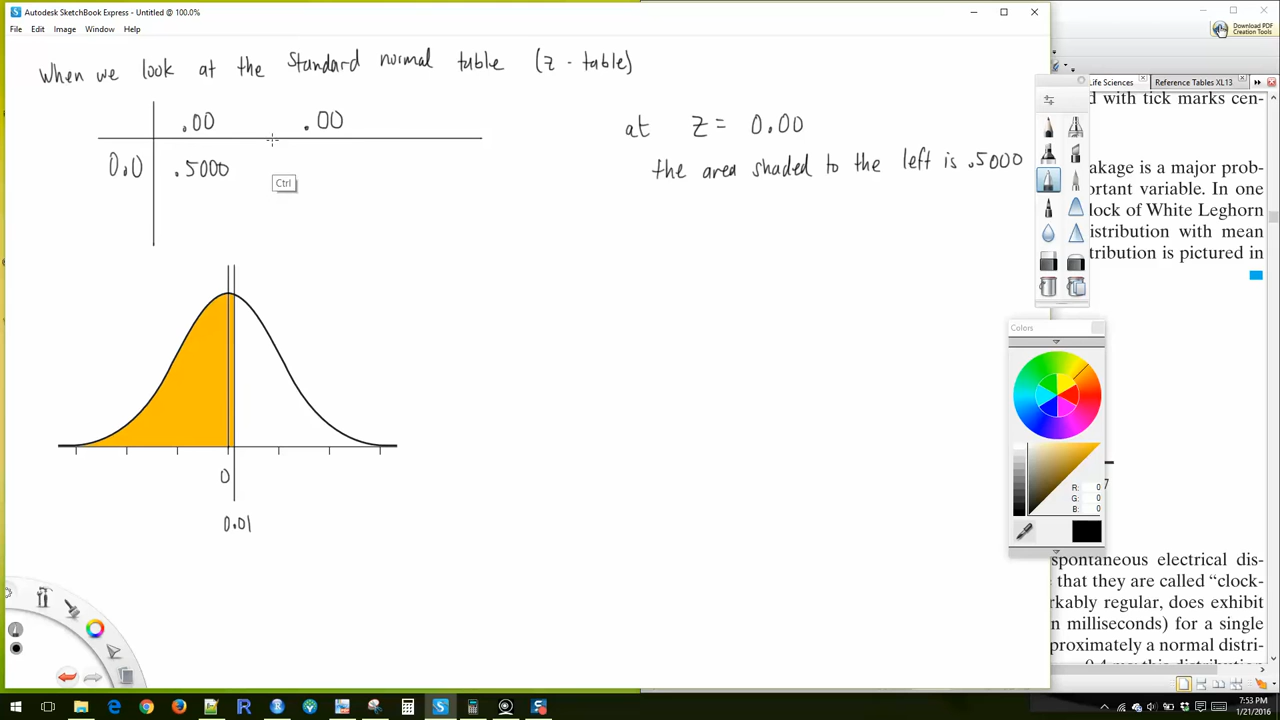 Autodesk SketchBook Express - Untitled @ 100.0%
File Edit Image Window Help
Download PDF
Creation Tools
When we look at the standard normal table (z - table)
.00 .00
0.0 .5000
Ctrl
at z = 0.00
the area shaded to the left is .5000
0
0.01
Life Sciences
Reference Tables XL13
d with tick marks cen-
akage is a major prob-
ortant variable. In one
lock of White Leghorn
distribution with mean
tribution is pictured in
Colors
R: 0
G: 0
B: 0
7
spontaneous electrical dis-
that they are called “clock-
rkably regular, does exhibit
n milliseconds) for a single
proximately a normal distri-
7:53 PM
1/21/2016